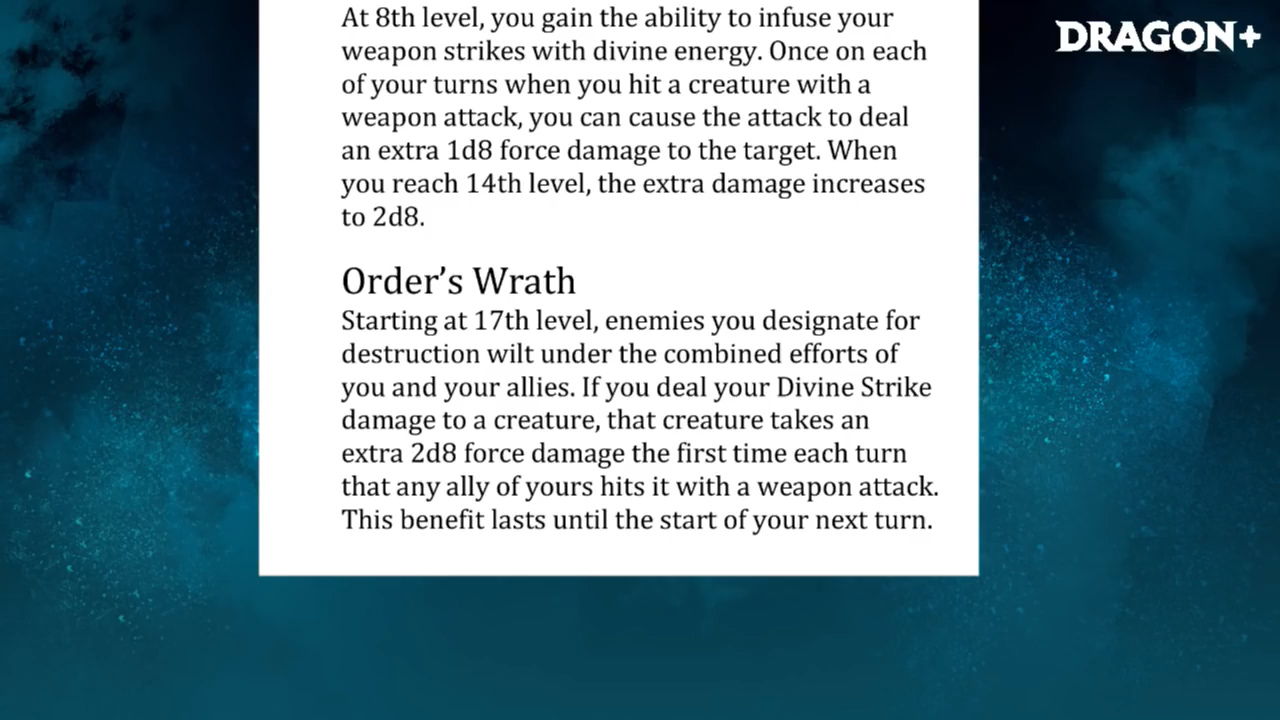 DRAGON+
At 8th level, you gain the ability to infuse your
weapon strikes with divine energy. Once on each
of your turns when you hit a creature with a
weapon attack, you can cause the attack to deal
an extra 1d8 force damage to the target. When
you reach 14th level, the extra damage increases
to 2d8.
Order’s Wrath
Starting at 17th level, enemies you designate for
destruction wilt under the combined efforts of
you and your allies. If you deal your Divine Strike
damage to a creature, that creature takes an
extra 2d8 force damage the first time each turn
that any ally of yours hits it with a weapon attack.
This benefit lasts until the start of your next turn.